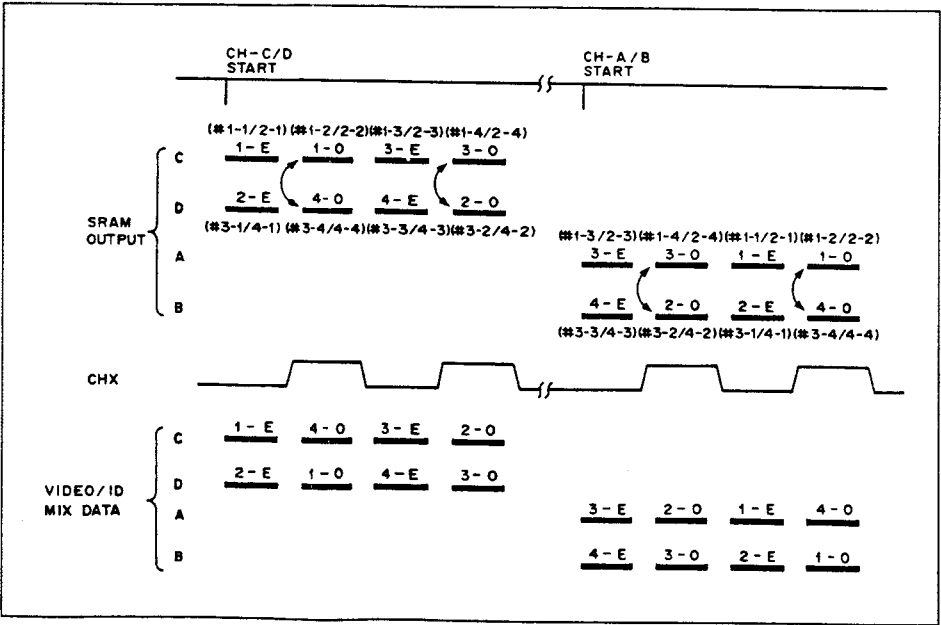 CH-C/D
START
CH-A/B
START
(#1-1/2-1)(#1-2/2-2)(#1-3/2-3)(#1-4/2-4)
C 1-E 1-O 3-E 3-O
D 2-E 4-O 4-E 2-O
(#3-1/4-1) (#3-4/4-4)(#3-3/4-3)(#3-2/4-2)
SRAM
OUTPUT
(#1-3/2-3)(#1-4/2-4)(#1-1/2-1)(#1-2/2-2)
A 3-E 3-O 1-E 1-O
B 4-E 2-O 2-E 4-O
(#3-3/4-3)(#3-2/4-2)(#3-1/4-1)(#3-4/4-4)
CHX
C 1-E 4-O 3-E 2-O
D 2-E 1-O 4-E 3-O
VIDEO/ID
MIX DATA
A 3-E 2-O 1-E 4-O
B 4-E 3-O 2-E 1-O